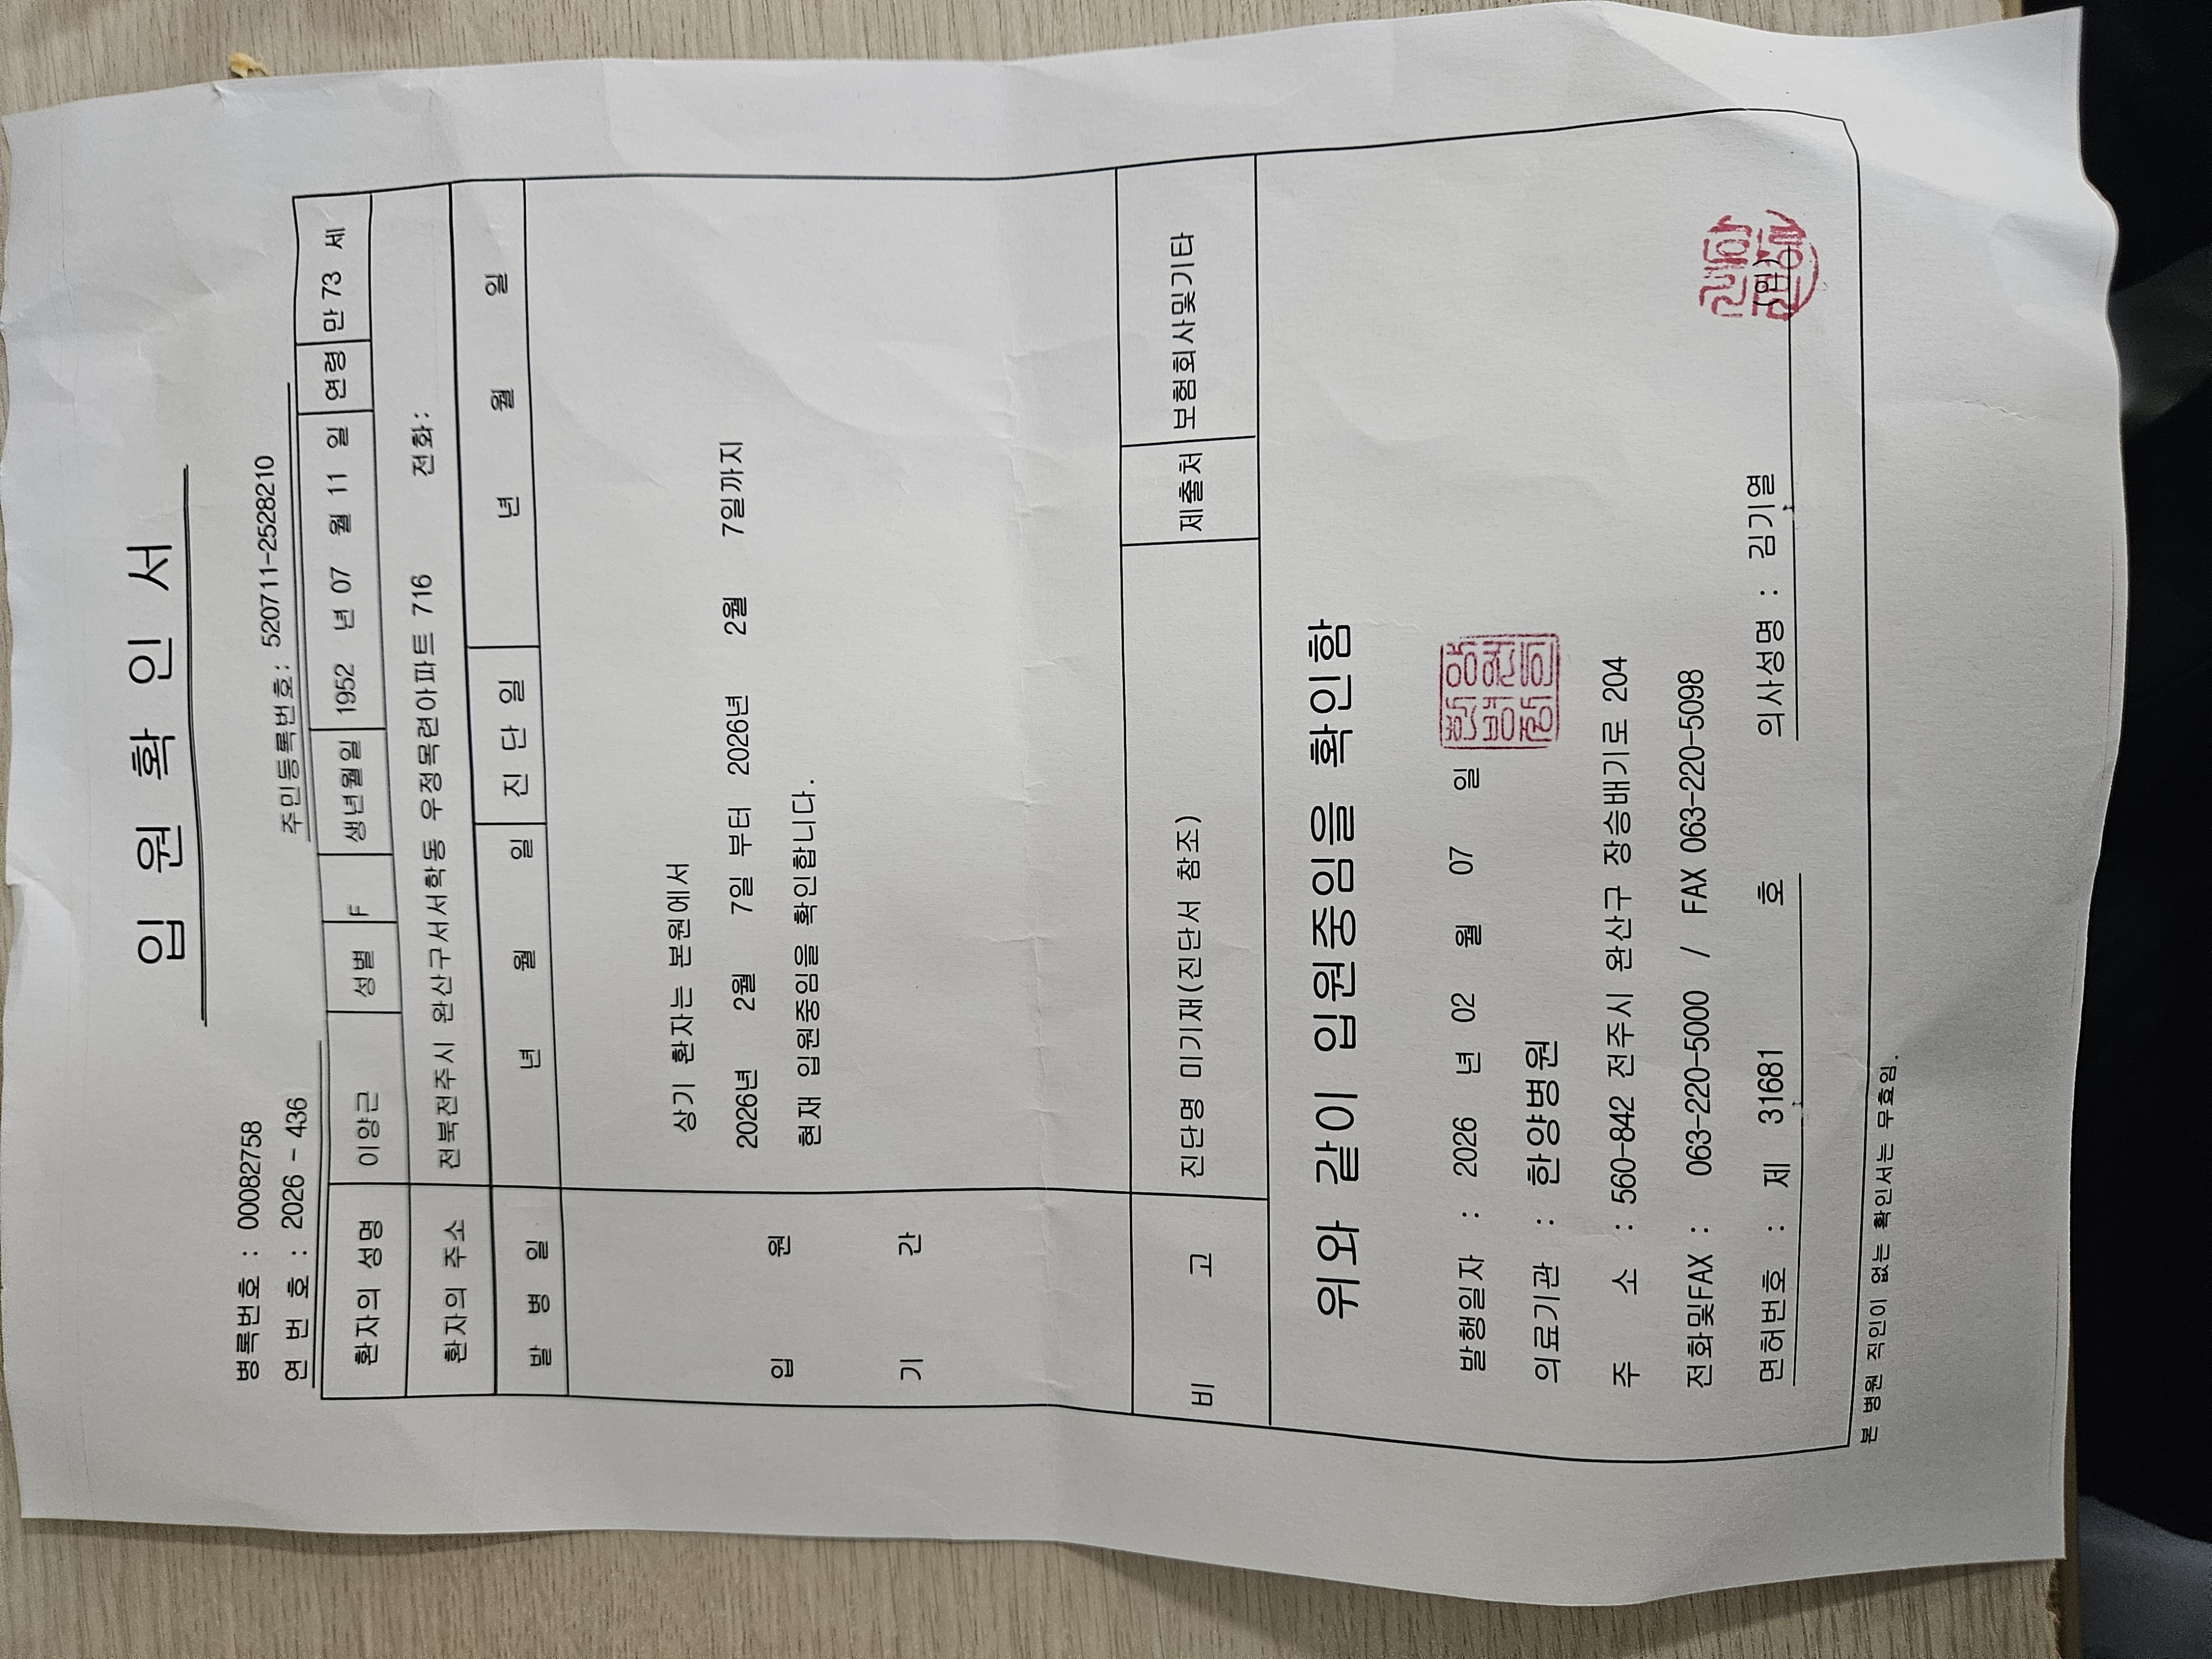 입 원 확 인 서
병록번호 : 00082758
연 번 호 : 2026 - 436
주민등록번호: 520711-2528210
환자의 성명 이양근 성별 F 생년월일 1952 년 07 월 11 일 연령 만 73 세
환자의 주소 전북전주시 완산구서서학동 우정목련아파트 716 전화:
발 병 일 년 월 일 진 단 일 년 월 일
입 원 기 간
상기 환자는 본원에서
2026년 2월 7일 부터 2026년 2월 7일까지
현재 입원중임을 확인합니다.
비 고 진단명 미기재(진단서 참조) 제출처 보험회사및기타
위와 같이 입원중임을 확인함
발행일자 : 2026 년 02 월 07 일
의료기관 : 한양병원
주 소 : 560-842 전주시 완산구 장승배기로 204
전화및FAX : 063-220-5000 / FAX 063-220-5098
면허번호 : 제 31681 호 의사성명 : 김기열 (인)
본 병원 직인이 없는 확인서는 무효임.